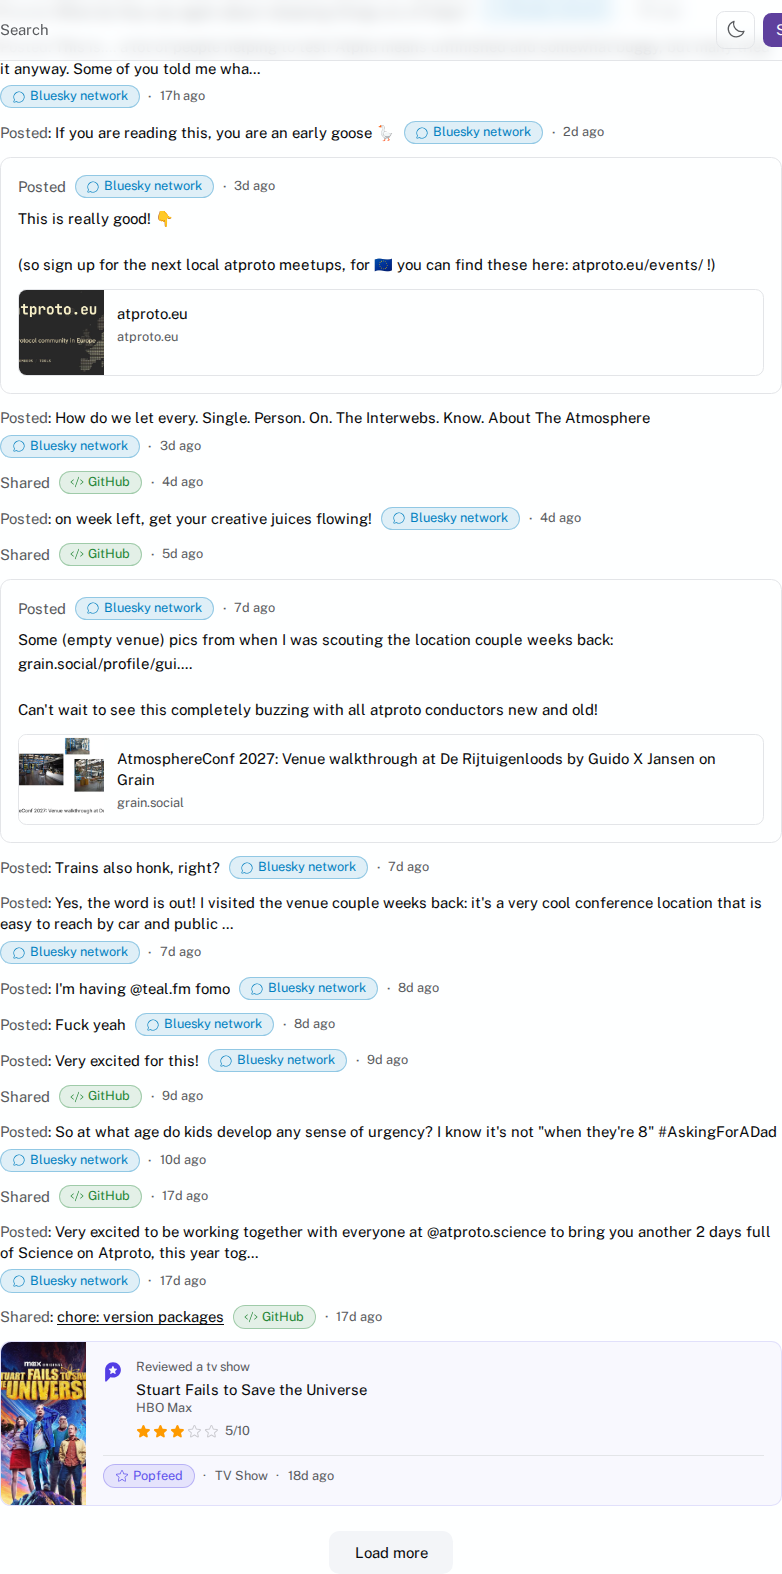 Search
S
it anyway. Some of you told me wha...
Bluesky network · 17h ago
Posted: If you are reading this, you are an early goose 🪿 Bluesky network · 2d ago
Posted Bluesky network · 3d ago
This is really good! 👇
(so sign up for the next local atproto meetups, for 🇪🇺 you can find these here: atproto.eu/events/ !)
tproto.eu
otocol community in Europe
atproto.eu
atproto.eu
Posted: How do we let every. Single. Person. On. The Interwebs. Know. About The Atmosphere
Bluesky network · 3d ago
Shared GitHub · 4d ago
Posted: on week left, get your creative juices flowing! Bluesky network · 4d ago
Shared GitHub · 5d ago
Posted Bluesky network · 7d ago
Some (empty venue) pics from when I was scouting the location couple weeks back:
grain.social/profile/gui....
Can't wait to see this completely buzzing with all atproto conductors new and old!
eConf 2027: Venue walkthrough at De
AtmosphereConf 2027: Venue walkthrough at De Rijtuigenloods by Guido X Jansen on
Grain
grain.social
Posted: Trains also honk, right? Bluesky network · 7d ago
Posted: Yes, the word is out! I visited the venue couple weeks back: it's a very cool conference location that is
easy to reach by car and public ...
Bluesky network · 7d ago
Posted: I'm having @teal.fm fomo Bluesky network · 8d ago
Posted: Fuck yeah Bluesky network · 8d ago
Posted: Very excited for this! Bluesky network · 9d ago
Shared GitHub · 9d ago
Posted: So at what age do kids develop any sense of urgency? I know it's not "when they're 8" #AskingForADad
Bluesky network · 10d ago
Shared GitHub · 17d ago
Posted: Very excited to be working together with everyone at @atproto.science to bring you another 2 days full
of Science on Atproto, this year tog...
Bluesky network · 17d ago
Shared: chore: version packages GitHub · 17d ago
max
TUART FAILS TO SAV
UNIVERS
Reviewed a tv show
Stuart Fails to Save the Universe
HBO Max
5/10
Popfeed · TV Show · 18d ago
Load more